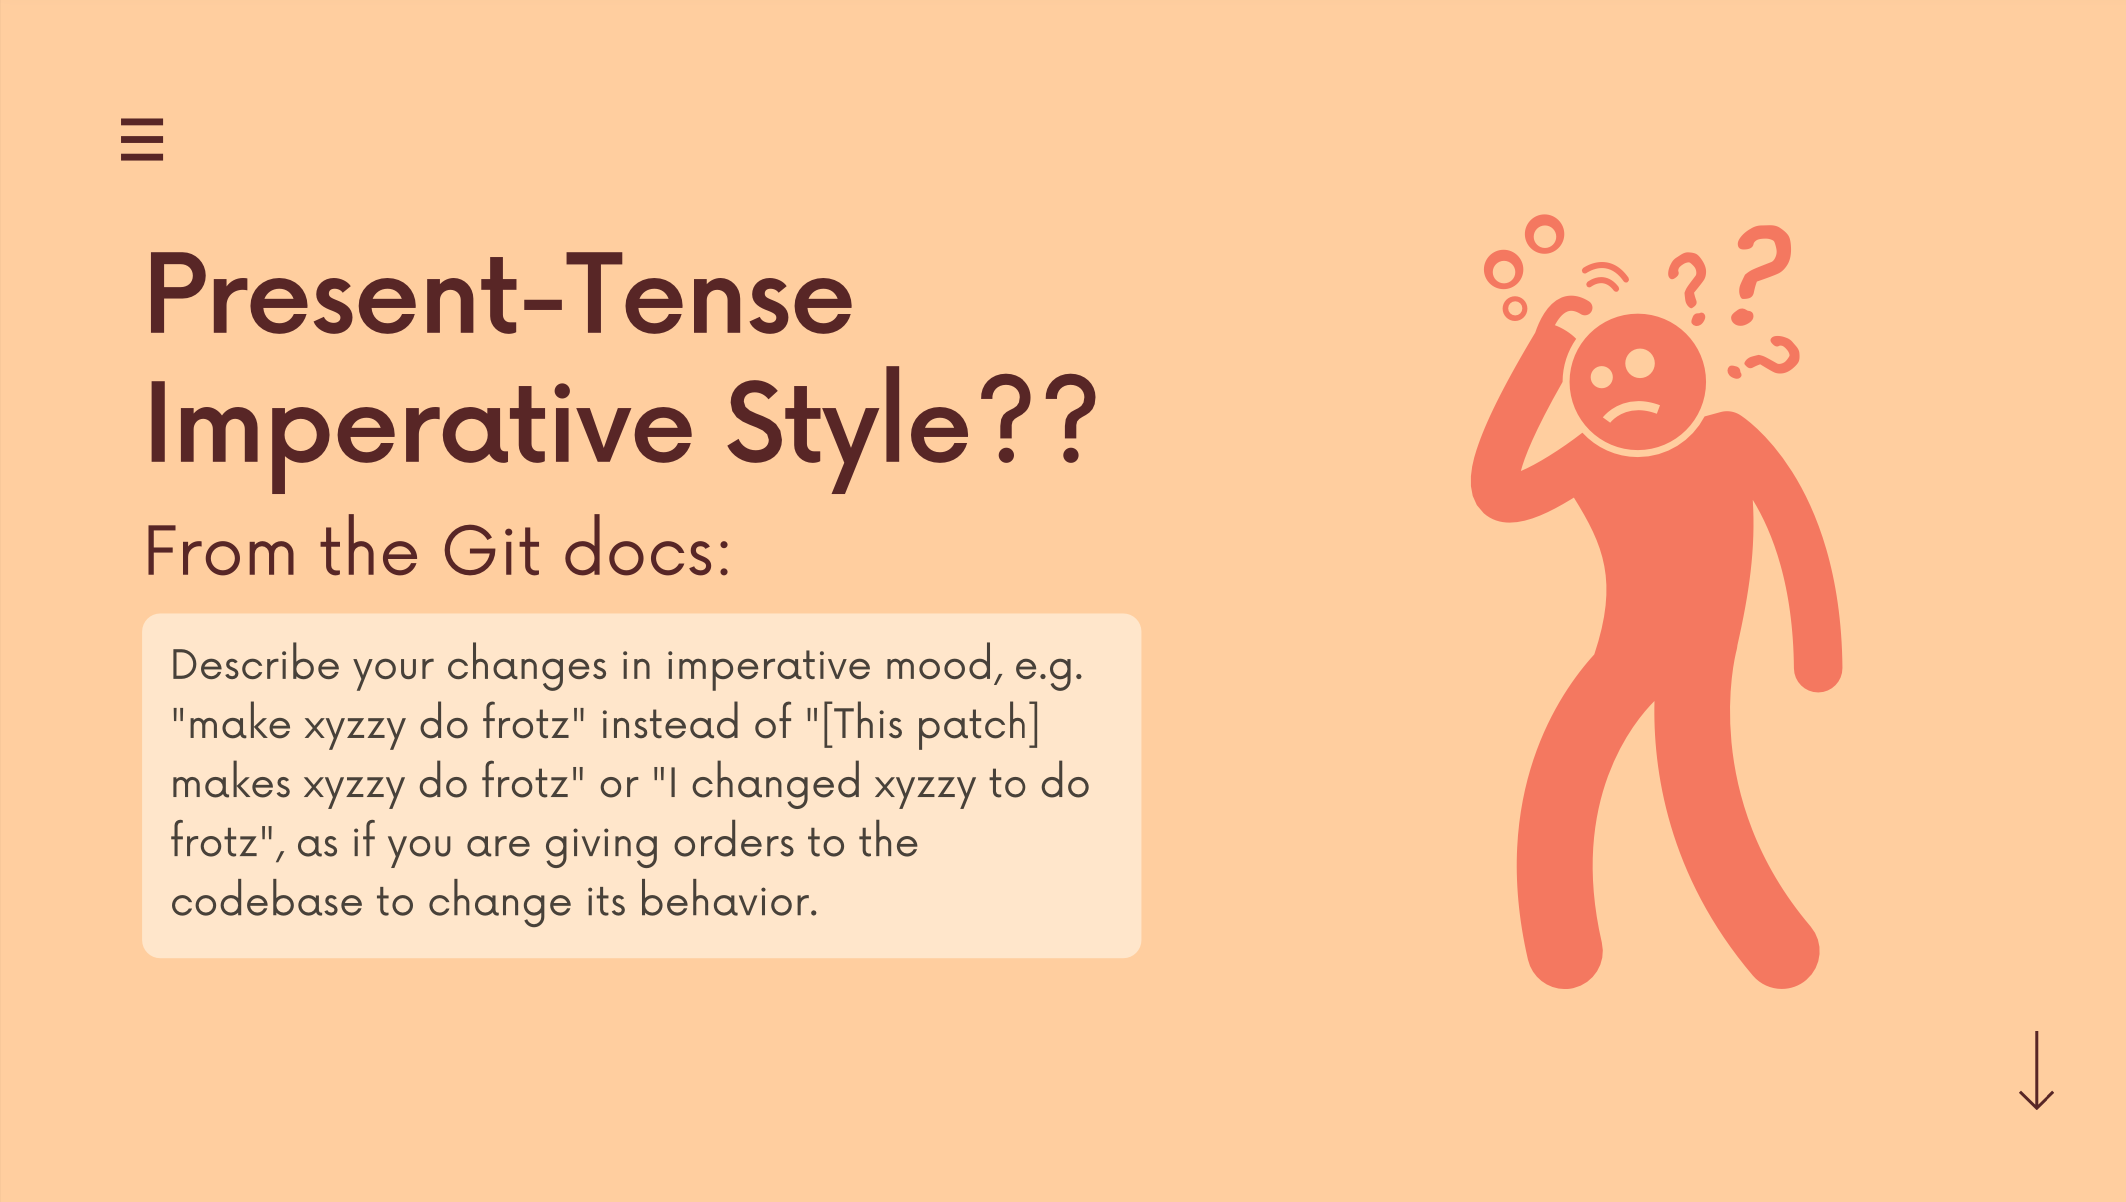 Present-Tense
Imperative Style??
From the Git docs:
Describe your changes in imperative mood, e.g.
"make xyzzy do frotz" instead of "[This patch]
makes xyzzy do frotz" or "I changed xyzzy to do
frotz", as if you are giving orders to the
codebase to change its behavior.
? ? ?